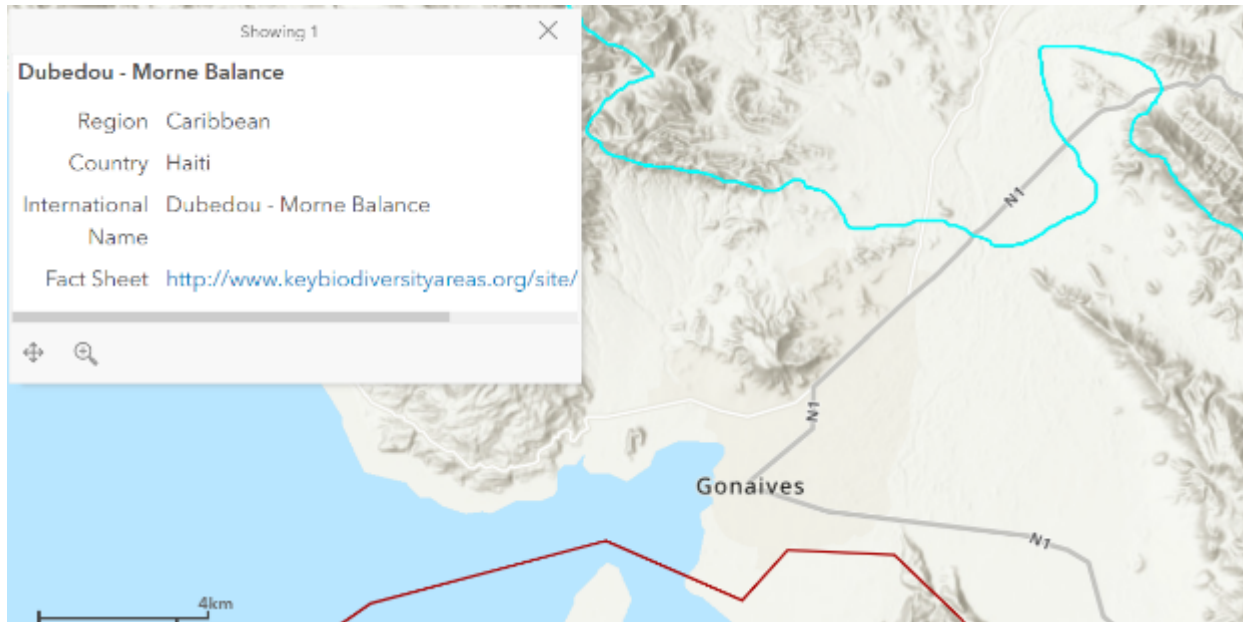 Showing 1
Dubedou - Morne Balance
Region Caribbean
Country Haiti
International Name Dubedou - Morne Balance
Fact Sheet http://www.keybiodiversityareas.org/site/
N1
N1
Gonaives
N1
4km